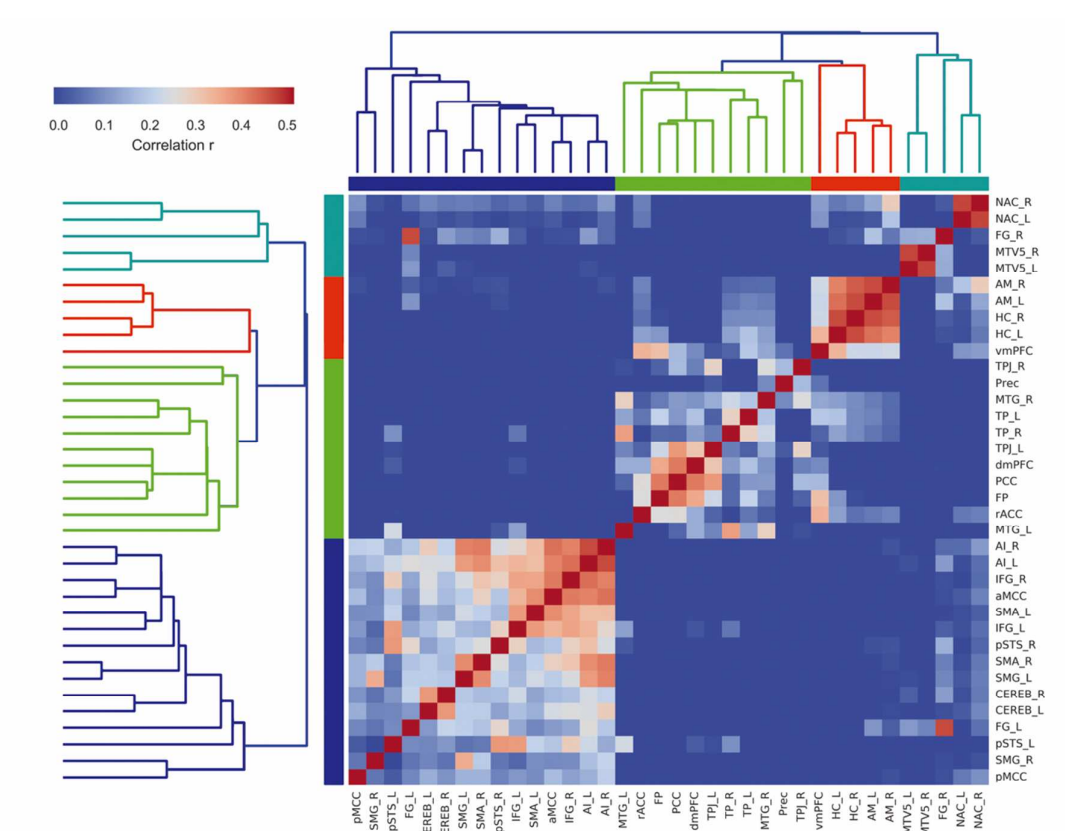 0.0 0.1 0.2 0.3 0.4 0.5
Correlation r
NAC_R
NAC_L
FG_R
MTV5_R
MTV5_L
AM_R
AM_L
HC_R
HC_L
vmPFC
TPJ_R
Prec
MTG_R
TP_L
TP_R
TPJ_L
dmPFC
PCC
FP
rACC
MTG_L
AI_R
AI_L
IFG_R
aMCC
SMA_L
IFG_L
pSTS_R
SMA_R
SMG_L
CEREB_R
CEREB_L
FG_L
pSTS_L
SMG_R
pMCC
pMCC
SMG_R
pSTS_L
FG_L
EREB_L
EREB_R
SMG_L
SMA_R
pSTS_R
IFG_L
SMA_L
aMCC
IFG_R
AI_L
AI_R
MTG_L
rACC
FP
PCC
dmPFC
TPJ_L
TP_R
TP_L
MTG_R
Prec
TPJ_R
vmPFC
HC_L
HC_R
AM_L
AM_R
MTV5_L
MTV5_R
FG_R
NAC_L
NAC_R